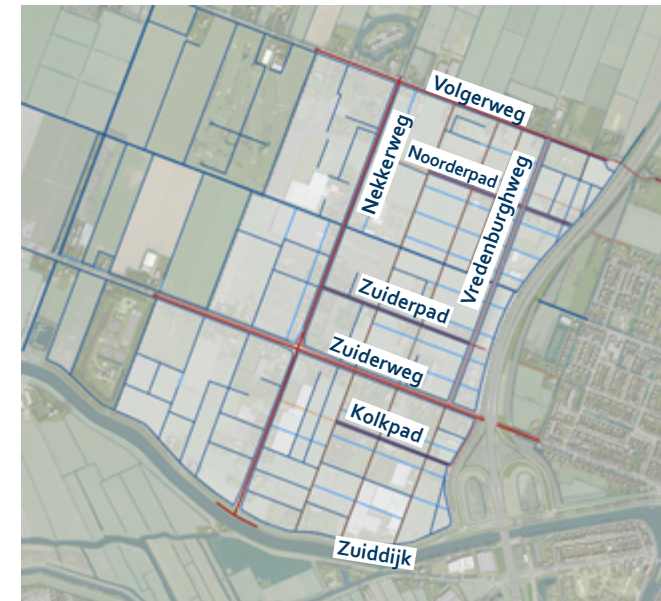 Volgerweg
Noorderpad
Nekkerweg
Vredenburghweg
Zuiderpad
Zuiderweg
Kolkpad
Zuiddijk